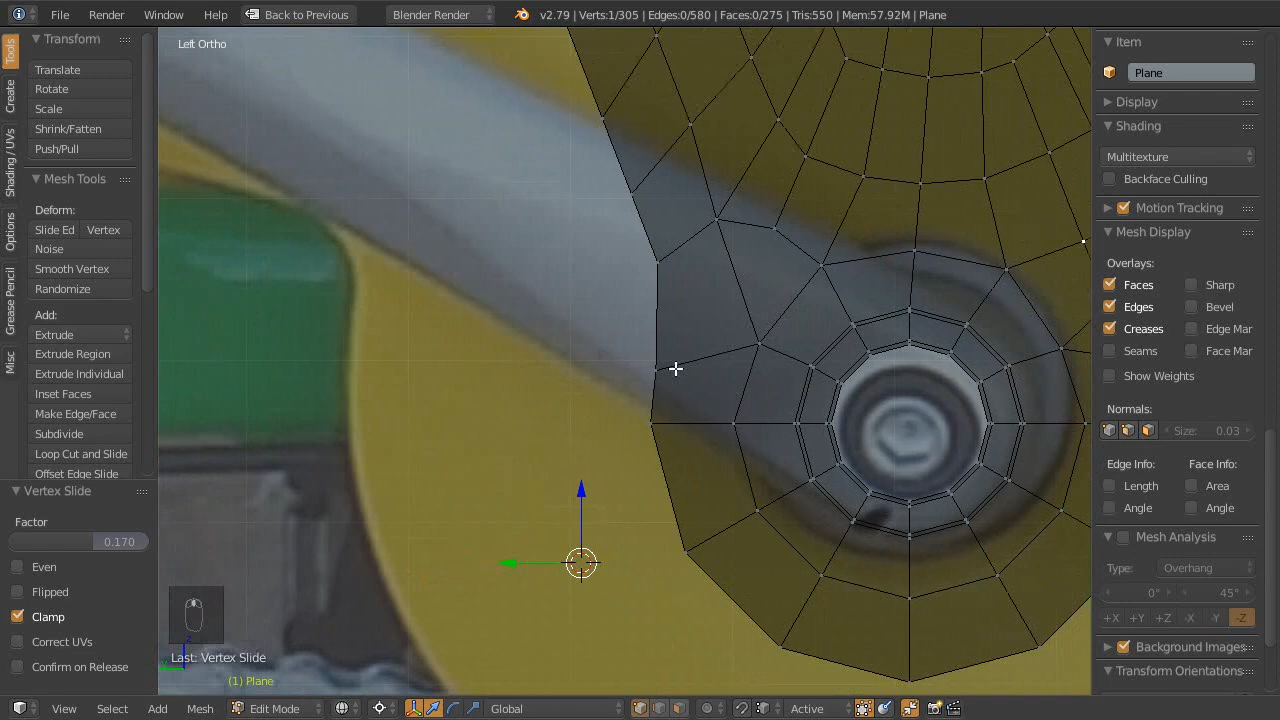 File Render Window Help Back to Previous Blender Render v2.79 | Verts:1/305 | Edges:0/580 | Faces:0/275 | Tris:550 | Mem:57.92M | Plane
Left Ortho
Tools
Create
Shading / UVs
Options
Grease Pencil
Misc
Transform
Translate
Rotate
Scale
Shrink/Fatten
Push/Pull
Mesh Tools
Deform:
Slide Ed Vertex
Noise
Smooth Vertex
Randomize
Add:
Extrude
Extrude Region
Extrude Individual
Inset Faces
Make Edge/Face
Subdivide
Loop Cut and Slide
Offset Edge Slide
Vertex Slide
Factor
0.170
Even
Flipped
Clamp
Correct UVs
Confirm on Release
Last: Vertex Slide
(1) Plane
Item
Plane
Display
Shading
Multitexture
Backface Culling
Motion Tracking
Mesh Display
Overlays:
Faces Sharp
Edges Bevel
Creases Edge Mar
Seams Face Mar
Show Weights
Normals:
Size: 0.03
Edge Info: Face Info:
Length Area
Angle Angle
Mesh Analysis
Type: Overhang
0° 45°
+X +Y +Z -X -Y -Z
Background Images
Transform Orientations
View Select Add Mesh Edit Mode Global Active